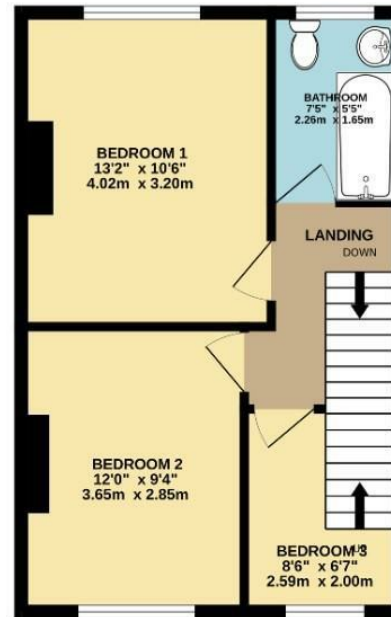 BATHROOM
7'5" x 5'5"
2.26m x 1.65m
BEDROOM 1
13'2" x 10'6"
4.02m x 3.20m
LANDING
DOWN
BEDROOM 2
12'0" x 9'4"
3.65m x 2.85m
BEDROOM 3
8'6" x 6'7"
2.59m x 2.00m